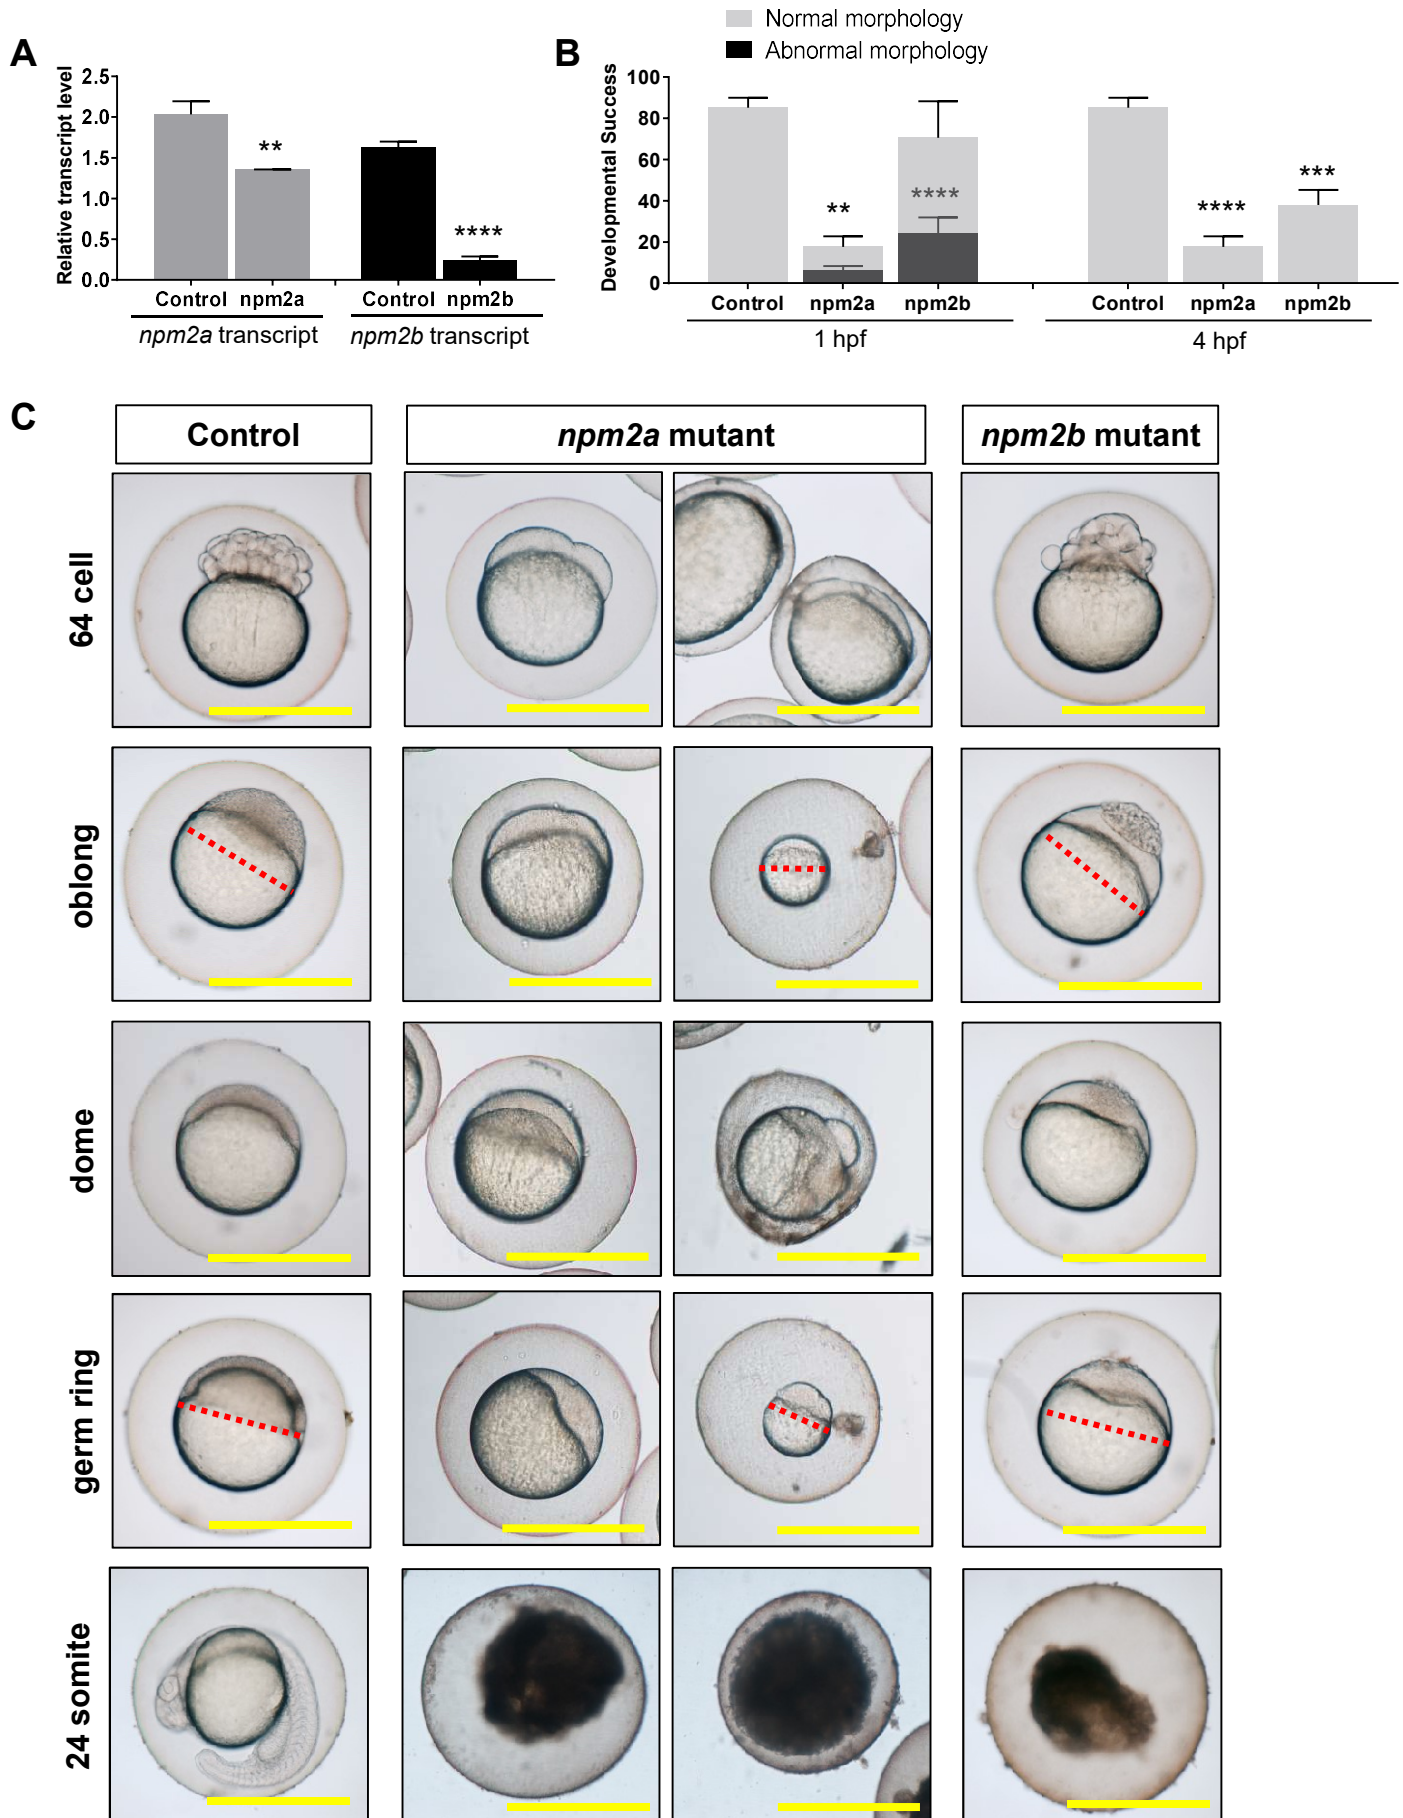 Normal morphology
Abnormal morphology
A
Relative transcript level
2.5
2.0
1.5
1.0
0.5
0.0
**
****
Control npm2a Control npm2b
npm2a transcript npm2b transcript
B
Developmental Success
100
80
60
40
20
0
**
****
****
***
Control npm2a npm2b Control npm2a npm2b
1 hpf 4 hpf
C
Control npm2a mutant npm2b mutant
64 cell
oblong
dome
germ ring
24 somite